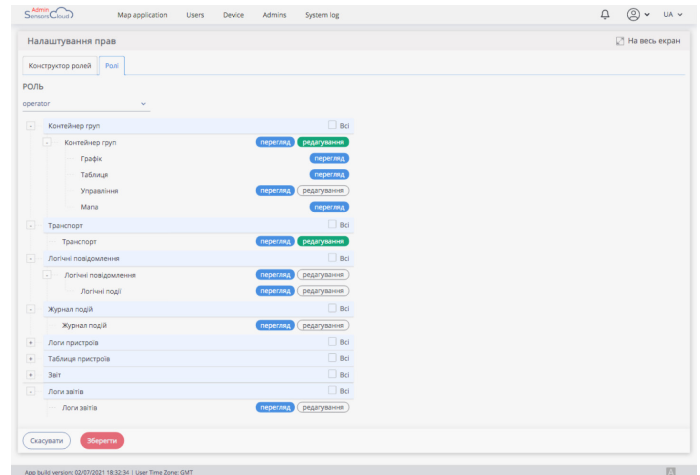 Admin
SensorsCloud Map application Users Device Admins System log UA
Налаштування прав На весь екран
Конструктор ролей Ролі
РОЛЬ
operator
- Контейнер груп Всі
- Контейнер груп перегляд редагування
Графік перегляд
Таблиця перегляд
Управління перегляд редагування
Мапа перегляд
- Транспорт Всі
Транспорт перегляд редагування
- Логічні повідомлення Всі
- Логічні повідомлення перегляд редагування
Логічні події перегляд редагування
- Журнал подій Всі
Журнал подій перегляд редагування
+ Логи пристроїв Всі
+ Таблиця пристроїв Всі
+ Звіт Всі
- Логи звітів Всі
Логи звітів перегляд редагування
Скасувати Зберегти
App build version: 02/07/2021 18:32:34 | User Time Zone: GMT